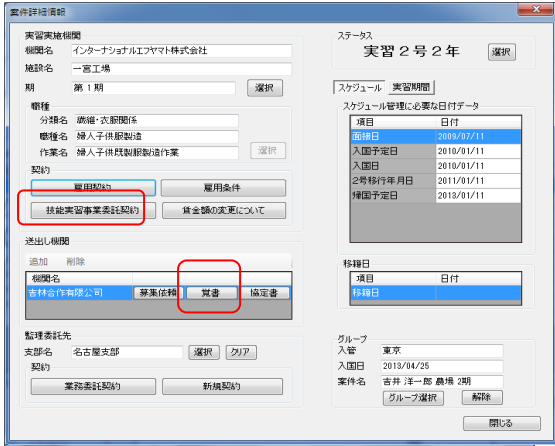 案件詳細情報
実習実施機関
機関名 インターナショナルエフヤマト株式会社
施設名 一宮工場
期 第1期 選択
職種
分類名 繊維・衣服関係
職種名 婦人子供服製造
作業名 婦人子供既製服製造作業 選択
契約
雇用契約 雇用条件
技能実習事業委託契約 賃金額の変更について
送出し機関
追加 削除
機関名
吉林合作有限公司 募集依頼 覚書 協定書
監理委託先
支部名 名古屋支部 選択 クリア
契約
業務委託契約 新規契約
ステータス
実習2号2年 選択
スケジュール 実習期間
スケジュール管理に必要な日付データ
項目 日付
面接日 2009/07/11
入国予定日 2010/01/11
入国日 2010/01/11
2号移行年月日 2011/01/11
帰国予定日 2013/01/11
移籍日
項目 日付
移籍日
グループ
入管 東京
入国日 2013/04/25
案件名 吉井 洋一郎 農場 2期
グループ選択 解除
閉じる